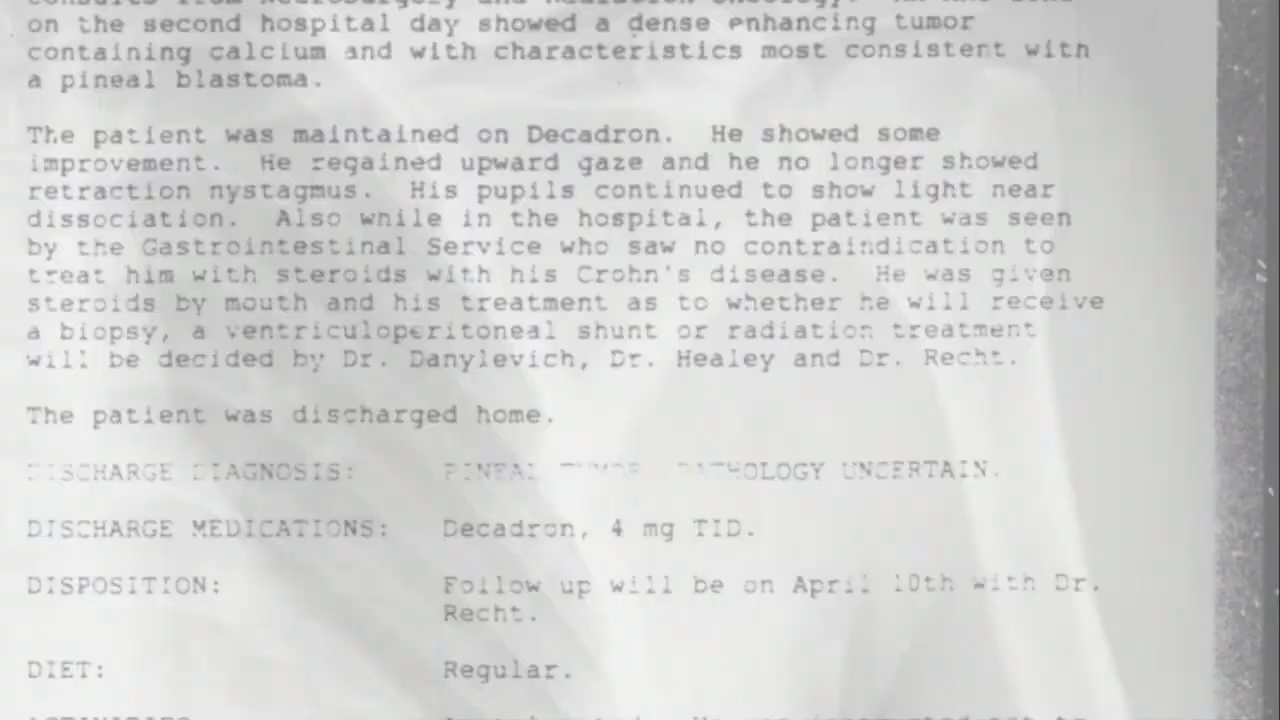 on the second hospital day showed a dense enhancing tumor
containing calcium and with characteristics most consistent with
a pineal blastoma.
The patient was maintained on Decadron. He showed some
improvement. He regained upward gaze and he no longer showed
retraction nystagmus. His pupils continued to show light near
dissociation. Also while in the hospital, the patient was seen
by the Gastrointestinal Service who saw no contraindication to
treat him with steroids with his Crohn's disease. He was given
steroids by mouth and his treatment as to whether he will receive
a biopsy, a ventriculoperitoneal shunt or radiation treatment
will be decided by Dr. Danylevich, Dr. Healey and Dr. Recht.
The patient was discharged home.
DISCHARGE DIAGNOSIS: PINEAL TUMOR PATHOLOGY UNCERTAIN.
DISCHARGE MEDICATIONS: Decadron, 4 mg TID.
DISPOSITION: Follow up will be on April 10th with Dr.
Recht.
DIET: Regular.